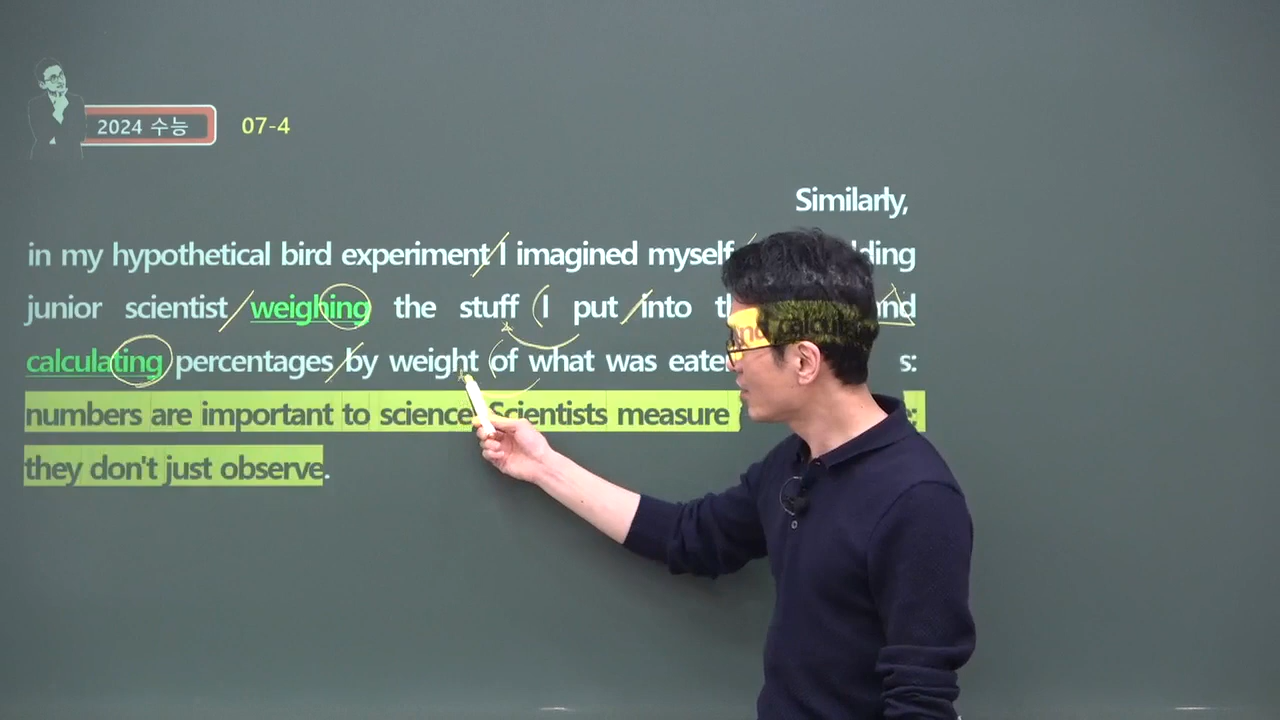 2024 수능 07-4
Similarly,
in my hypothetical bird experiment I imagined myself
junior scientist weighing the stuff I put into and
calculating percentages by weight of what was
numbers are important to science. Scientists measure
they don't just observe.